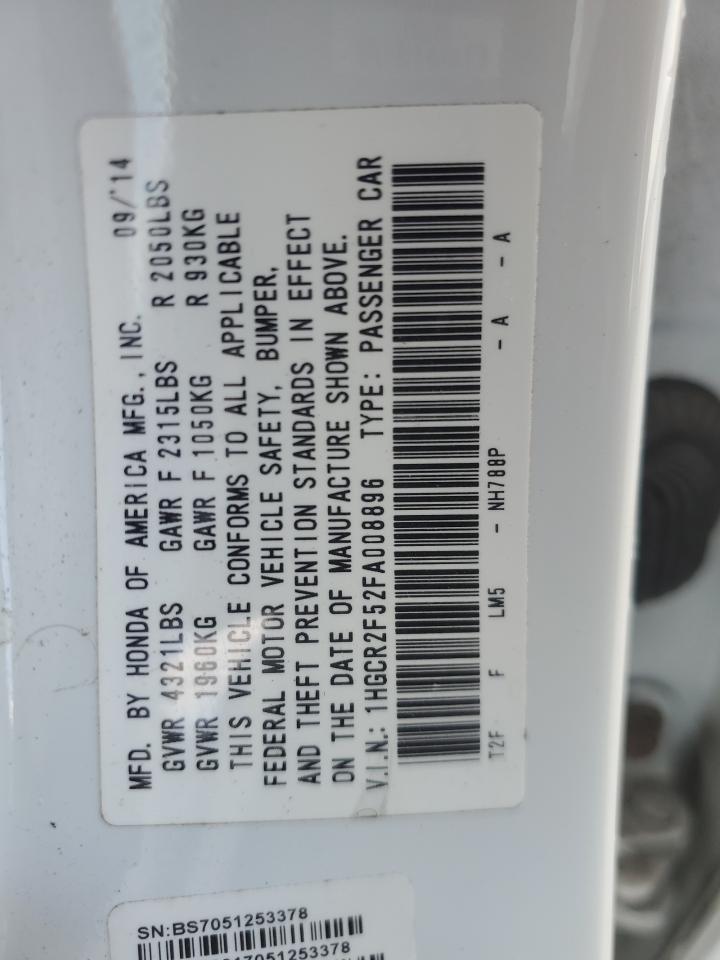 MFD. BY HONDA OF AMERICA MFG., INC. 09/'14
GVWR 4321LBS GAWR F 2315LBS R 2050LBS
GVWR 1960KG GAWR F 1050KG R 930KG
THIS VEHICLE CONFORMS TO ALL APPLICABLE
FEDERAL MOTOR VEHICLE SAFETY, BUMPER,
AND THEFT PREVENTION STANDARDS IN EFFECT
ON THE DATE OF MANUFACTURE SHOWN ABOVE.
V.I.N.: 1HGCR2F52FA008896 TYPE: PASSENGER CAR
T2F F LM5 - NH788P - A - A
SN:BS7051253378